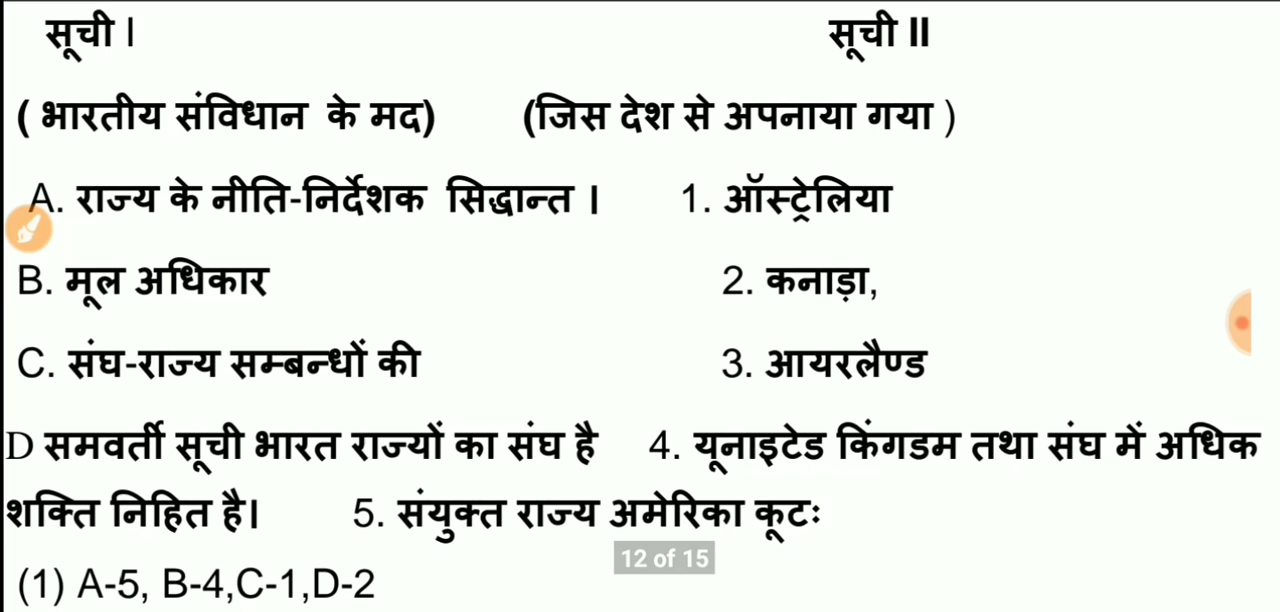 सूची I सूची II
( भारतीय संविधान के मद) (जिस देश से अपनाया गया )
A. राज्य के नीति-निर्देशक सिद्धान्त । 1. ऑस्ट्रेलिया
B. मूल अधिकार 2. कनाड़ा,
C. संघ-राज्य सम्बन्धों की 3. आयरलैण्ड
D समवर्ती सूची भारत राज्यों का संघ है 4. यूनाइटेड किंगडम तथा संघ में अधिक
शक्ति निहित है। 5. संयुक्त राज्य अमेरिका कूटः
12 of 15
(1) A-5, B-4,C-1,D-2